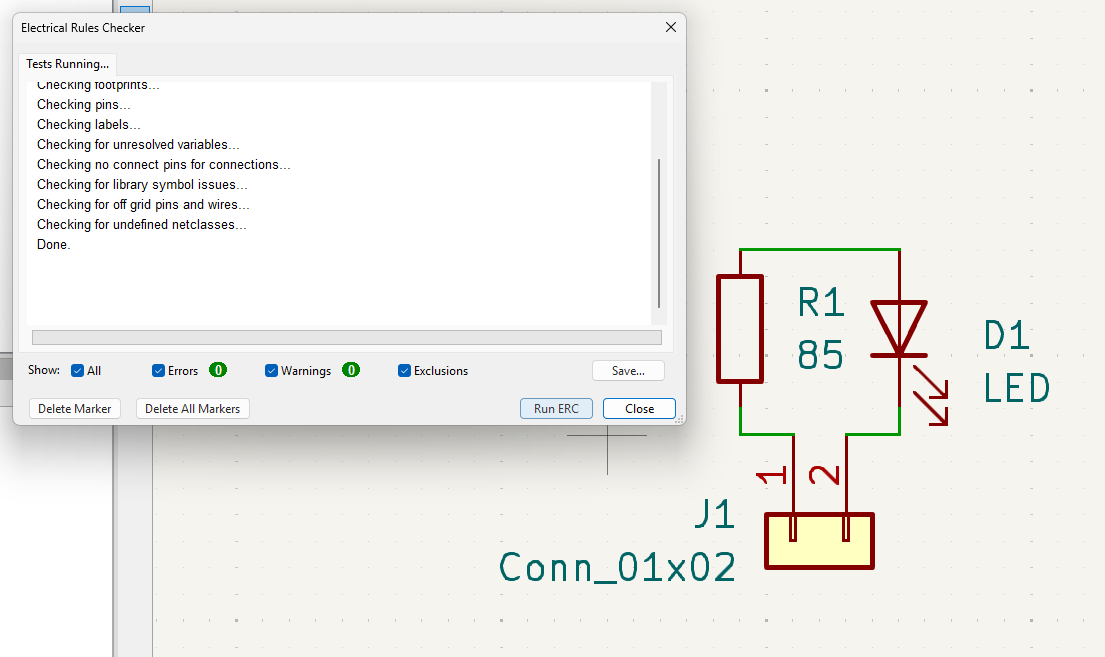 Electrical Rules Checker
Tests Running...
Checking footprints...
Checking pins...
Checking labels...
Checking for unresolved variables...
Checking no connect pins for connections...
Checking for library symbol issues...
Checking for off grid pins and wires...
Checking for undefined netclasses...
Done.
Show: All Errors 0 Warnings 0 Exclusions Save...
Delete Marker Delete All Markers Run ERC Close
R1
85
D1
LED
1 2
J1
Conn_01x02